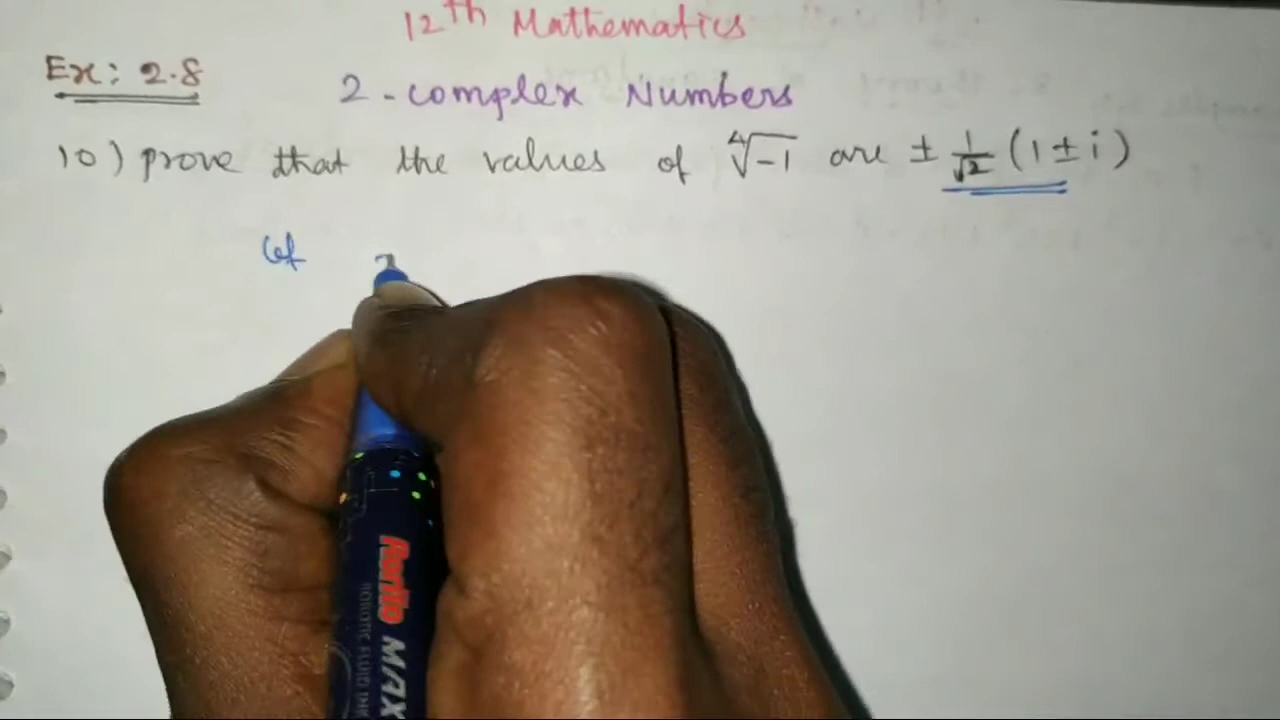 12th Mathematics
Ex: 2.8
2 - complex Numbers
10) prove that the values of ∜-1 are ± 1/√2 (1 ± i)
let
Rorito
MAX